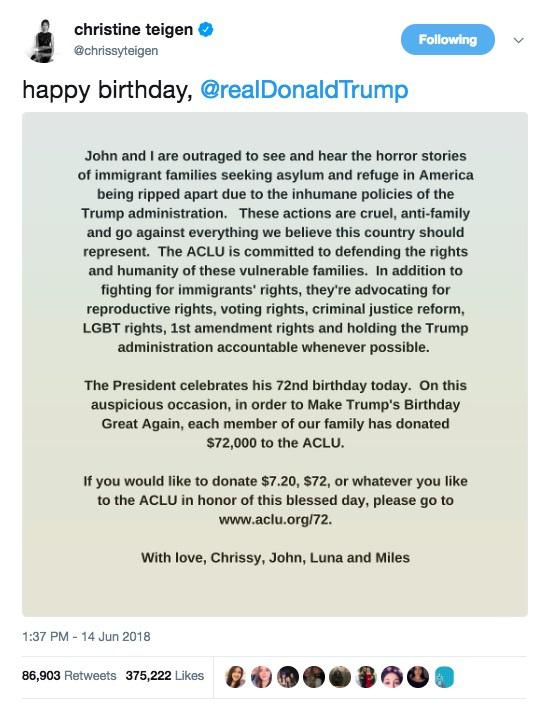 christine teigen
@chrissyteigen
Following
happy birthday, @realDonaldTrump
John and I are outraged to see and hear the horror stories
of immigrant families seeking asylum and refuge in America
being ripped apart due to the inhumane policies of the
Trump administration.   These actions are cruel, anti-family
and go against everything we believe this country should
represent.  The ACLU is committed to defending the rights
and humanity of these vulnerable families.  In addition to
fighting for immigrants' rights, they're advocating for
reproductive rights, voting rights, criminal justice reform,
LGBT rights, 1st amendment rights and holding the Trump
administration accountable whenever possible.
The President celebrates his 72nd birthday today.  On this
auspicious occasion, in order to Make Trump's Birthday
Great Again, each member of our family has donated
$72,000 to the ACLU.
If you would like to donate $7.20, $72, or whatever you like
to the ACLU in honor of this blessed day, please go to
www.aclu.org/72.
With love, Chrissy, John, Luna and Miles
1:37 PM - 14 Jun 2018
86,903 Retweets 375,222 Likes